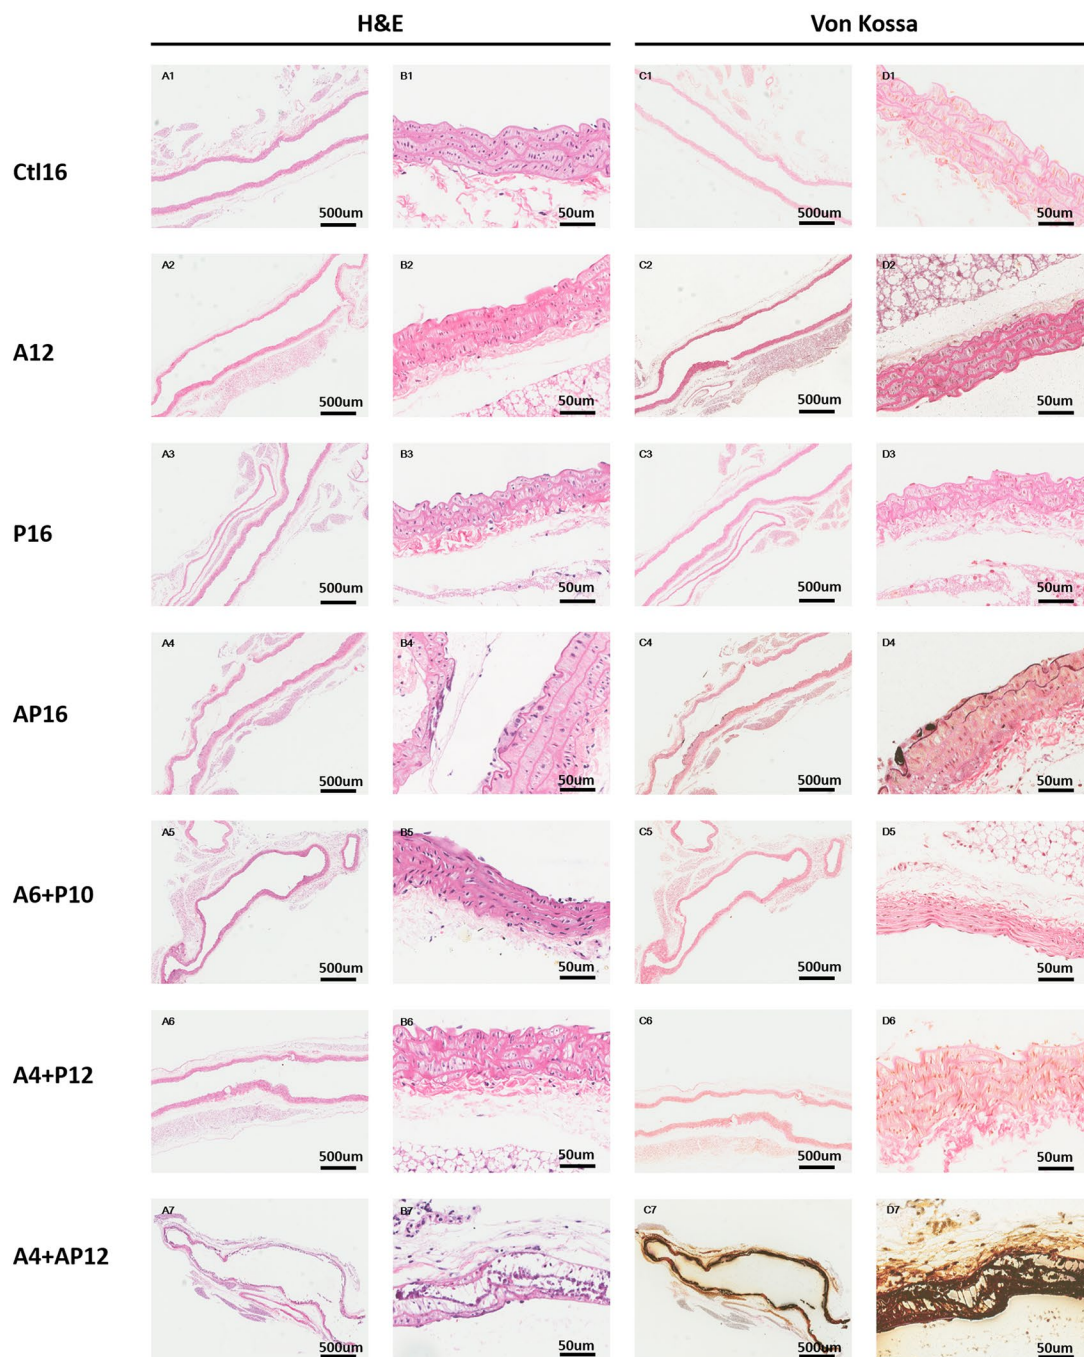 H&E Von Kossa
Ctl16
A1 500um
B1 50um
C1 500um
D1 50um
A12
A2 500um
B2 50um
C2 500um
D2 50um
P16
A3 500um
B3 50um
C3 500um
D3 50um
AP16
A4 500um
B4 50um
C4 500um
D4 50um
A6+P10
A5 500um
B5 50um
C5 500um
D5 50um
A4+P12
A6 500um
B6 50um
C6 500um
D6 50um
A4+AP12
A7 500um
B7 50um
C7 500um
D7 50um